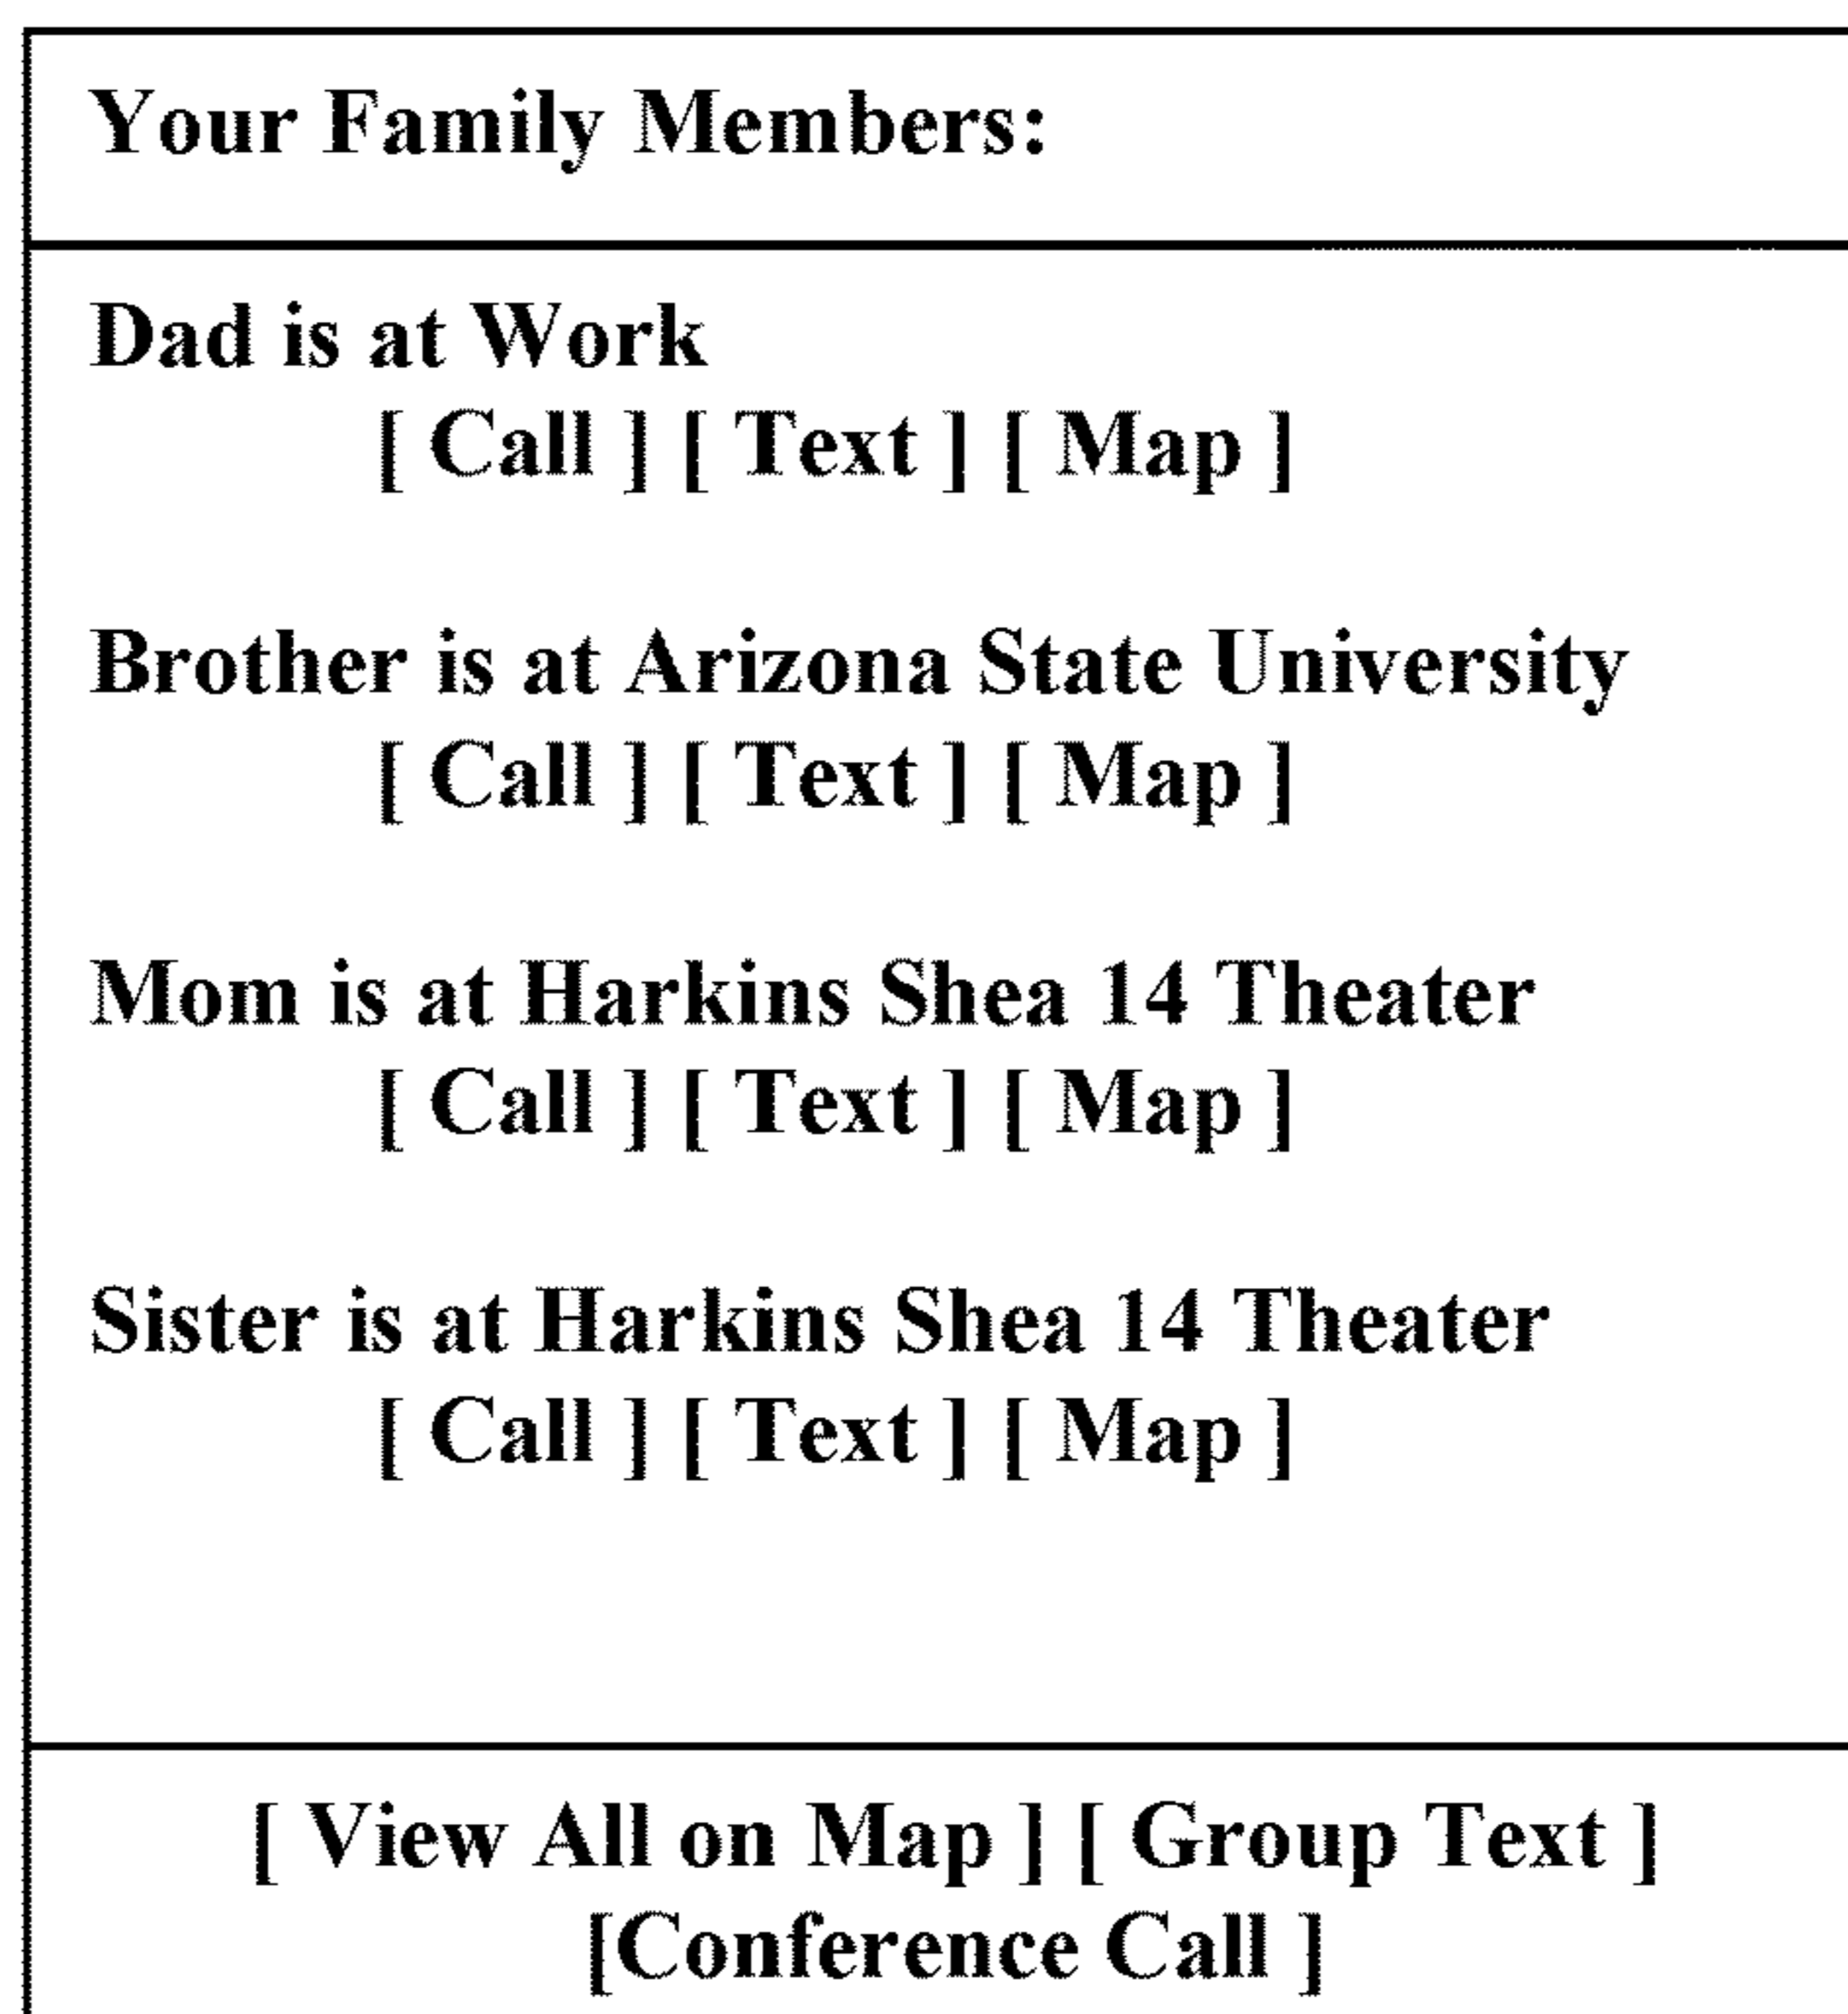 Your Family Members:
Dad is at Work
[ Call ] [ Text ] [ Map ]
Brother is at Arizona State University
[ Call ] [ Text ] [ Map ]
Mom is at Harkins Shea 14 Theater
[ Call ] [ Text ] [ Map ]
Sister is at Harkins Shea 14 Theater
[ Call ] [ Text ] [ Map ]
[ View All on Map ] [ Group Text ]
[Conference Call ]